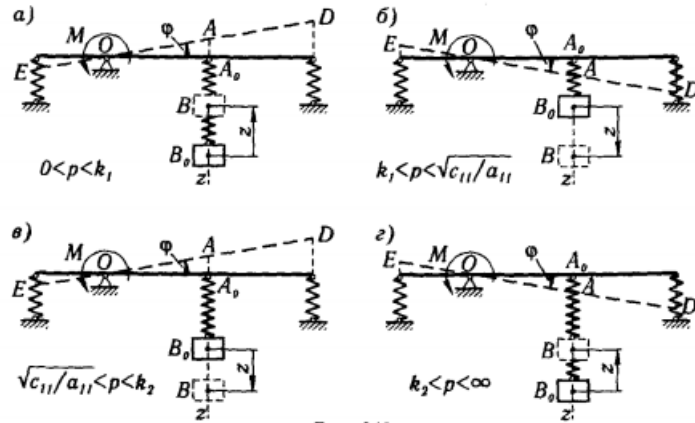 а)
M O A D
φ
E A₀
B
z
B₀
z
0<p<k₁
б)
E M O A₀
φ
A D
B₀
z
B
z
k₁<p<√c₁₁/a₁₁
в)
M O A D
φ
E A₀
B₀
z
B
z
√c₁₁/a₁₁<p<k₂
г)
E M O A₀
φ
A D
B
z
B₀
z
k₂<p<∞